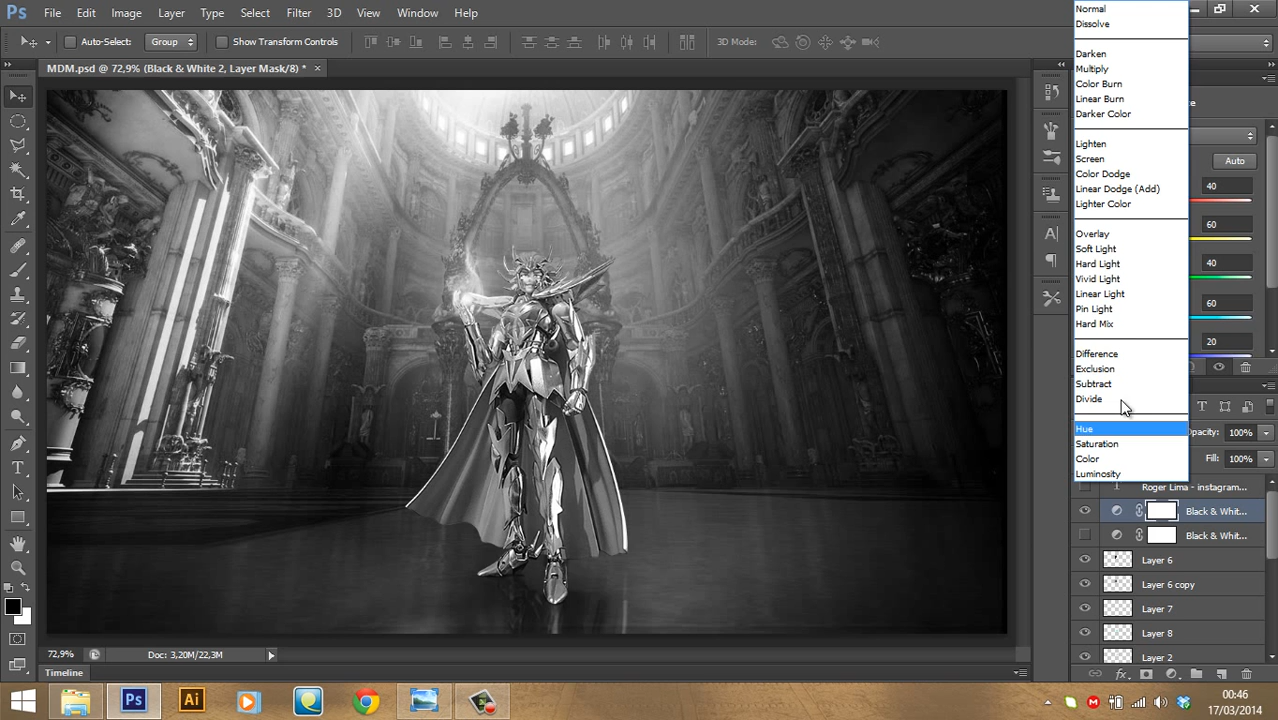 Ps File Edit Image Layer Type Select Filter 3D View Window Help
Auto-Select: Group Show Transform Controls 3D Mode:
MDM.psd @ 72,9% (Black & White 2, Layer Mask/8) * ×
Normal
Dissolve
Darken
Multiply
Color Burn
Linear Burn
Darker Color
Lighten
Screen
Color Dodge
Linear Dodge (Add)
Lighter Color
Overlay
Soft Light
Hard Light
Vivid Light
Linear Light
Pin Light
Hard Mix
Difference
Exclusion
Subtract
Divide
Hue
Saturation
Color
Luminosity
Auto
40
60
40
60
20
Opacity: 100%
Fill: 100%
Roger Lima - instagram...
Black & Whit...
Black & Whit...
Layer 6
Layer 6 copy
Layer 7
Layer 8
Layer 2
72,9% Doc: 3,20M/22,3M
Timeline
Ps Ai
00:46
17/03/2014